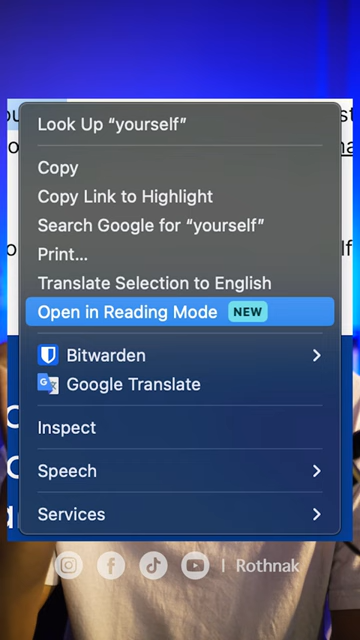 Look Up “yourself”
Copy
Copy Link to Highlight
Search Google for “yourself”
Print...
Translate Selection to English
Open in Reading Mode NEW
Bitwarden
Google Translate
Inspect
Speech
Services
| Rothnak